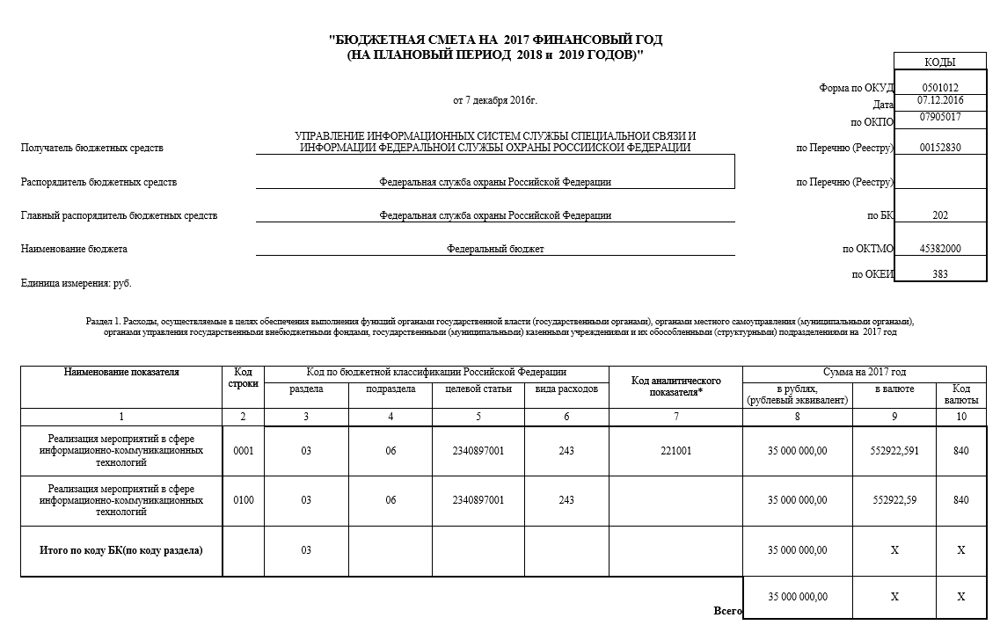 "БЮДЖЕТНАЯ СМЕТА НА 2017 ФИНАНСОВЫЙ ГОД
(НА ПЛАНОВЫЙ ПЕРИОД 2018 и 2019 ГОДОВ)"
КОДЫ
Форма по ОКУД 0501012
от 7 декабря 2016г.
Дата 07.12.2016
по ОКПО 07905017
УПРАВЛЕНИЕ ИНФОРМАЦИОННЫХ СИСТЕМ СЛУЖБЫ СПЕЦИАЛЬНОЙ СВЯЗИ И
Получатель бюджетных средств ИНФОРМАЦИИ ФЕДЕРАЛЬНОЙ СЛУЖБЫ ОХРАНЫ РОССИЙСКОЙ ФЕДЕРАЦИИ по Перечню (Реестру) 00152830
Распорядитель бюджетных средств Федеральная служба охраны Российской Федерации по Перечню (Реестру)
Главный распорядитель бюджетных средств Федеральная служба охраны Российской Федерации по БК 202
Наименование бюджета Федеральный бюджет по ОКТМО 45382000
Единица измерения: руб. по ОКЕИ 383
Раздел 1. Расходы, осуществляемые в целях обеспечения выполнения функций органами государственной власти (государственными органами), органами местного самоуправления (муниципальными органами),
органами управления государственными внебюджетными фондами, государственными (муниципальными) казенными учреждениями и их обособленными (структурными) подразделениями на 2017 год
Наименование показателя Код строки Код по бюджетной классификации Российской Федерации Код аналитического показателя* Сумма на 2017 год
раздела подраздела целевой статьи вида расходов в рублях, (рублевый эквивалент) в валюте Код валюты
1 2 3 4 5 6 7 8 9 10
Реализация мероприятий в сфере
информационно-коммуникационных 0001 03 06 2340897001 243 221001 35 000 000,00 552922,591 840
технологий
Реализация мероприятий в сфере
информационно-коммуникационных 0100 03 06 2340897001 243 35 000 000,00 552922,59 840
технологий
Итого по коду БК(по коду раздела) 03 35 000 000,00 X X
35 000 000,00 X X
Всего